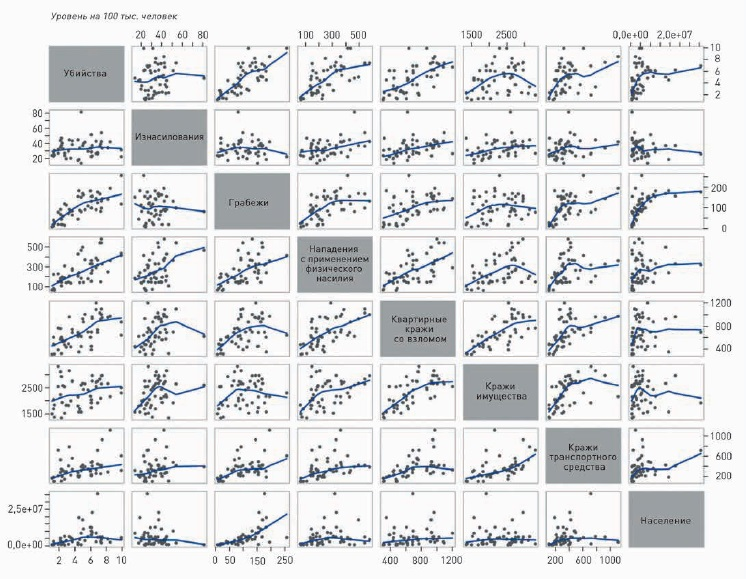 Уровень на 100 тыс. человек
20 40 60 80
100 300 500
1500 2500
0,0e+00 2,0e+07
Убийства
10
8
6
4
2
80
60
40
20
Изнасилования
Грабежи
200
100
0
500
300
100
Нападения
с применением
физического
насилия
Квартирные
кражи
со взломом
1200
800
400
2500
1500
Кражи
имущества
Кражи
транспортного
средства
1000
600
200
2,5e+07
0,0e+00
Население
2 4 6 8 10
0 50 150 250
400 800 1200
200 600 1000